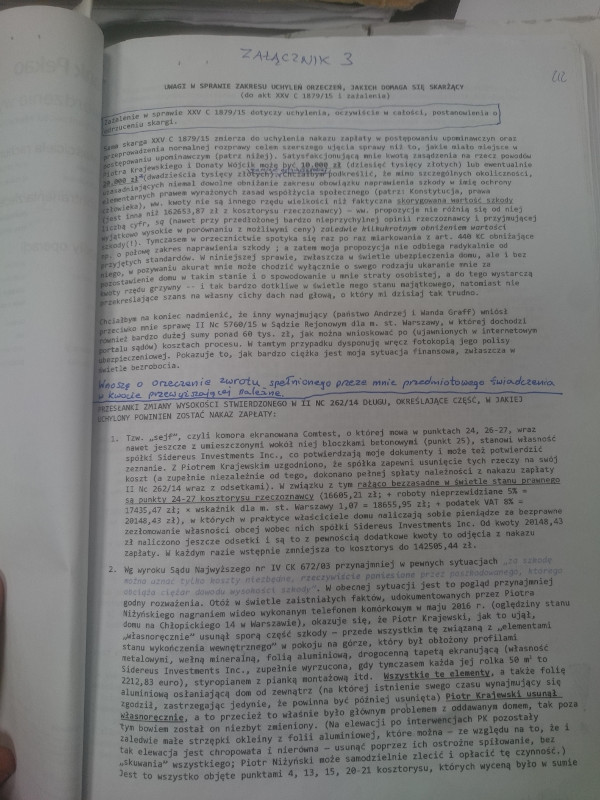 ZAŁĄCZNIK 3
UWAGI W SPRAWIE ZAKRESU UCHYLEŃ ORZECZEŃ, JAKICH DOMAGA SIĘ SKARŻĄCY
(do akt XXV C 1879/15 i zażalenia)
Zażalenie w sprawie XXV C 1879/15 dotyczy uchylenia, oczywiście w całości, postanowienia o
odrzuceniu skargi.
Sama skarga XXV C 1879/15 zmierza do uchylenia nakazu zapłaty w postępowaniu upominawczym oraz
przeprowadzenia normalnej rozprawy celem szerszego ujęcia sprawy niż to, jakie miało miejsce w
postępowaniu upominawczym (patrz niżej). Satysfakcjonującą mnie kwotą zasądzenia na rzecz powodów
Piotra Krajewskiego i Donaty Wójcik może być 10.000 zł (dziesięć tysięcy złotych) lub ewentualnie
20.000 zł (dwadzieścia tysięcy złotych). Chciałbym podkreślić, że mimo szczególnych okoliczności,
uzasadniających niemal dowolne obniżanie zakresu obowiązku naprawienia szkody w imię ochrony
elementarnych prawem wyrażonych zasad współżycia społecznego (patrz: Konstytucja, prawa
człowieka), ww. kwoty nie są innego rzędu wielkości niż faktyczna skorygowana wartość szkody
(jest inna niż 162653,87 zł z kosztorysu rzeczoznawcy) – ww. propozycje nie różnią się od niej
liczbą cyfr, są (nawet przy przedłożonej bardzo nieprzychylnej opinii rzeczoznawcy i przyjmującej
wyjątkowo wysokie w porównaniu z możliwymi ceny) zaledwie kilkukrotnym obniżeniem wartości
szkody(!). Tymczasem w orzecznictwie spotyka się raz po raz miarkowania z art. 440 KC obniżające
np. o połowę zakres naprawienia szkody ; a zatem moja propozycja nie odbiega radykalnie od
przyjętych standardów. W niniejszej sprawie, zwłaszcza w świetle ubezpieczenia domu, ale i bez
niego, w pozywaniu akurat mnie może chodzić wyłącznie o swego rodzaju ukaranie mnie za
pozostawienie domu w takim stanie i o spowodowanie u mnie straty osobistej, a do tego wystarczą
kwoty rzędu grzywny -- i tak bardzo dotkliwe w świetle mego stanu majątkowego, natomiast nie
przekreślające szans na własny cichy dach nad głową, o który mi dzisiaj tak trudno.
Chciałbym na koniec nadmienić, że inny wynajmujący (państwo Andrzej i Wanda Graff) wniósł
przeciwko mnie sprawę II Nc 5760/15 w Sądzie Rejonowym dla m. st. Warszawy, w której dochodzi
również bardzo dużej sumy ponad 60 tys. zł, jak można wnioskować po (ujawnionych w internetowym
portalu sądów) kosztach procesu. W tamtym przypadku dysponuję wręcz fotokopią jego polisy
ubezpieczeniowej. Pokazuje to, jak bardzo ciężka jest moja sytuacja finansowa, zwłaszcza w
świetle bezrobocia.
Wnoszę o orzeczenie zwrotu spełnionego przeze mnie przedmiotowego świadczenia
w kwocie przewyższającej należne.
PRZESŁANKI ZMIANY WYSOKOŚCI STWIERDZONEGO W II NC 262/14 DŁUGU, OKREŚLAJĄCE CZĘŚĆ, W JAKIEJ
UCHYLONY POWINIEN ZOSTAĆ NAKAZ ZAPŁATY:
1. Tzw. „sejf”, czyli komora ekranowana Comtest, o której mowa w punktach 24, 26-27, wraz
nawet jeszcze z umieszczonymi wokół niej bloczkami betonowymi (punkt 25), stanowi własność
spółki Sidereus Investments Inc., co potwierdzają moje dokumenty i może też potwierdzić
zeznanie. Z Piotrem Krajewskim uzgodniono, że spółka zapewni usunięcie tych rzeczy na swój
koszt (a zupełnie niezależnie od tego, dokonano pełnej spłaty należności z nakazu zapłaty
II Nc 262/14 wraz z odsetkami). W związku z tym rażąco bezzasadne w świetle stanu prawnego
są punkty 24-27 kosztorysu rzeczoznawcy (16605,21 zł; + roboty nieprzewidziane 5% =
17435,47 zł; × wskaźnik dla m. st. Warszawy 1,07 = 18655,95 zł; + podatek VAT 8% =
20148,43 zł), w których w praktyce właściciele domu naliczają sobie pieniądze za bezprawne
zezłomowanie własności obcej wobec nich spółki Sidereus Investments Inc. Od kwoty 20148,43
zł naliczono jeszcze odsetki i są to z pewnością dodatkowe kwoty to odjęcia z nakazu
zapłaty. W każdym razie wstępnie zmniejsza to kosztorys do 142505,44 zł.
2. Wg wyroku Sądu Najwyższego nr IV CK 672/03 przynajmniej w pewnych sytuacjach „za szkodę
można uznać tylko koszty niezbędne, rzeczywiście poniesione przez poszkodowanego, którego
obciąża ciężar dowodu wysokości szkody”. W obecnej sytuacji jest to pogląd przynajmniej
godny rozważenia. Otóż w świetle zaistniałych faktów, udokumentowanych przez Piotra
Niżyńskiego nagraniem wideo wykonanym telefonem komórkowym w maju 2016 r. (oględziny stanu
domu na Chłopickiego 14 w Warszawie), okazuje się, że Piotr Krajewski, jak to ujął,
„własnoręcznie” usunął sporą część szkody – przede wszystkim tę związaną z „elementami
stanu wykończenia wewnętrznego” w pokoju na górze, który był obłożony profilami
metalowymi, wełną mineralną, folią aluminiową, drogocenną tapetą ekranującą (własność
Sidereus Investments Inc., zupełnie wyrzucona, gdy tymczasem każda jej rolka 50 m² to
2212,83 euro), styropianem z pianką montażową itd. Wszystkie te elementy, a także folię
aluminiową osłaniającą dom od zewnątrz (na której istnienie swego czasu wynajmujący się
zgodził, zastrzegając jedynie, że powinna być później usunięta) Piotr Krajewski usunął
własnoręcznie, a to przecież to właśnie było głównym problemem z oddawanym domem, tak poza
tym bowiem został on niezbyt zmieniony. (Na elewacji po interwencjach PK pozostały
zaledwie małe strzępki okleiny z folii aluminiowej, które można – ze względu na to, że i
tak elewacja jest chropowata i nierówna – usunąć poprzez ich ostrożne spiłowanie, bez
„skuwania” wszystkiego; Piotr Niżyński może samodzielnie zlecić i opłacić tę czynność.)
Jest to wszystko objęte punktami 4, 13, 15, 20-21 kosztorysu, których wyceną było w sumie